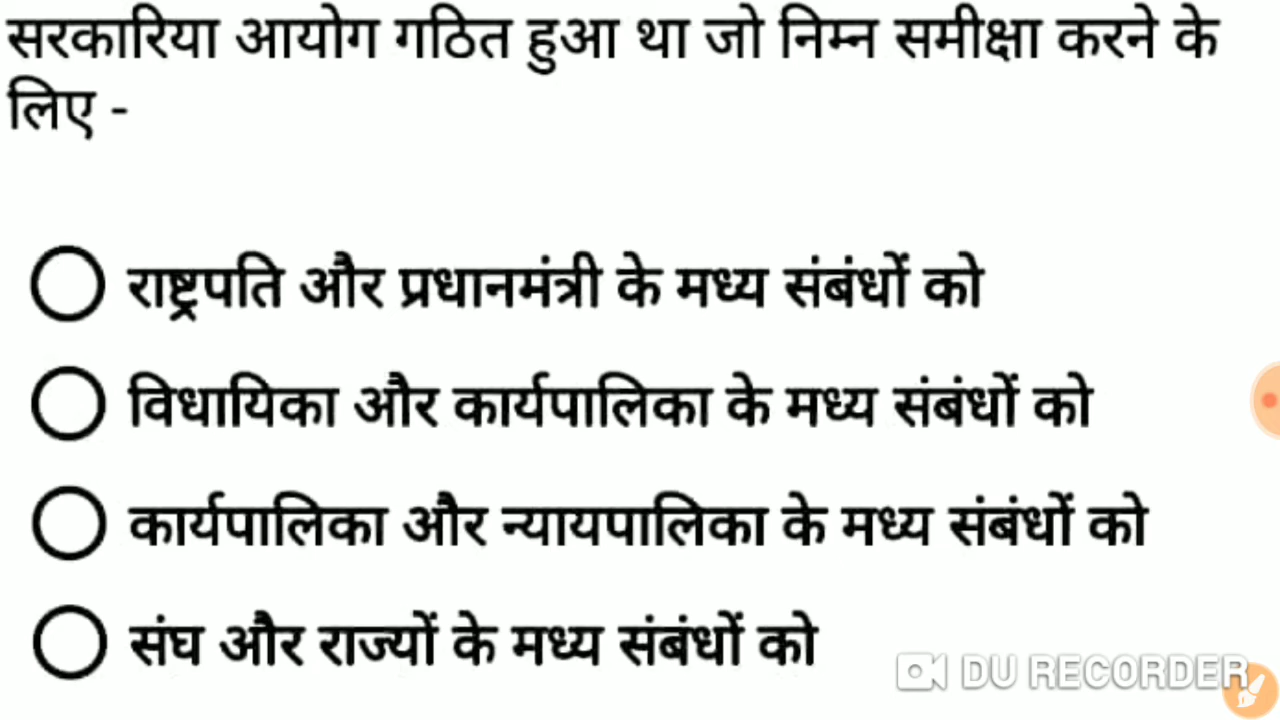 सरकारिया आयोग गठित हुआ था जो निम्न समीक्षा करने के
लिए -
राष्ट्रपति और प्रधानमंत्री के मध्य संबंधों को
विधायिका और कार्यपालिका के मध्य संबंधों को
कार्यपालिका और न्यायपालिका के मध्य संबंधों को
संघ और राज्यों के मध्य संबंधों को
DU RECORDER